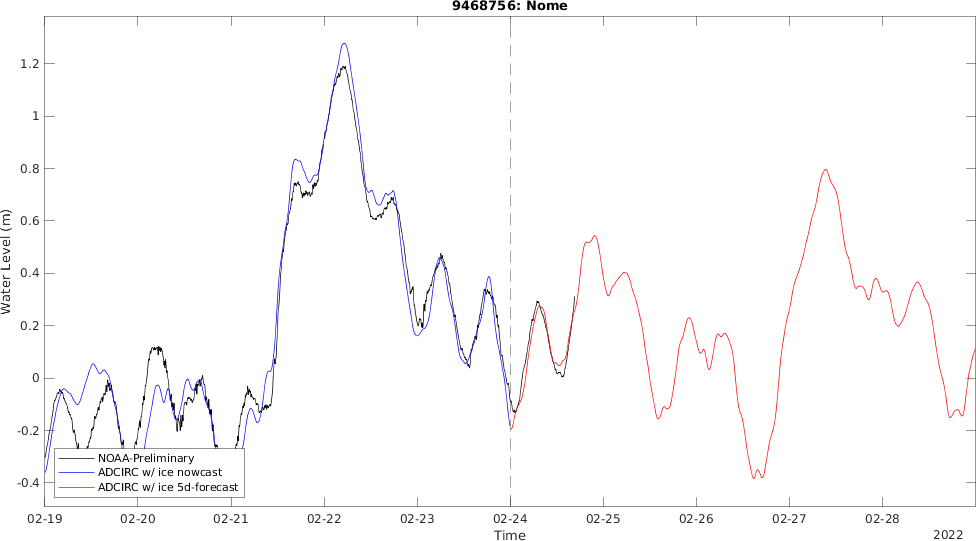 9468756: Nome
Water Level (m)
1.2
1
0.8
0.6
0.4
0.2
0
-0.2
-0.4
NOAA-Preliminary
ADCIRC w/ ice nowcast
ADCIRC w/ ice 5d-forecast
02-19 02-20 02-21 02-22 02-23 02-24 02-25 02-26 02-27 02-28
Time
2022